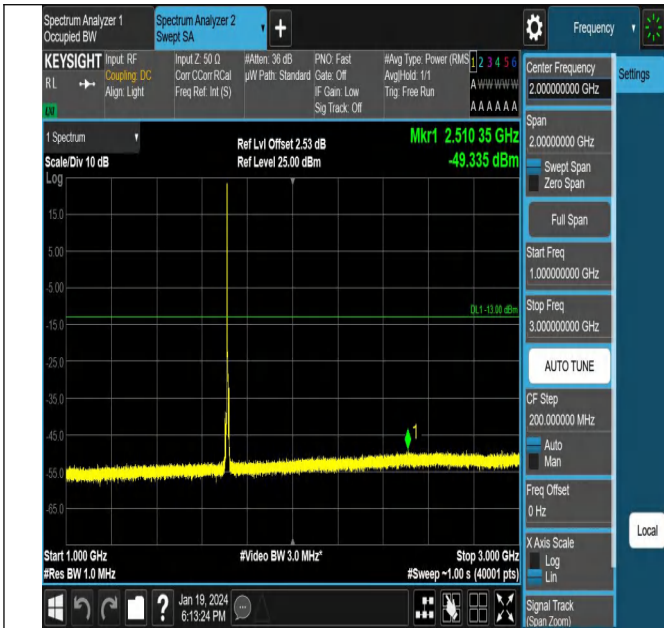 Spectrum Analyzer 1
Occupied BW
Spectrum Analyzer 2
Swept SA
Frequency
KEYSIGHT
RL
LXI
Input: RF
Coupling: DC
Align: Light
Input Z: 50 Ω
Corr CCorr RCal
Freq Ref: Int (S)
#Atten: 36 dB
µW Path: Standard
PNO: Fast
Gate: Off
IF Gain: Low
Sig Track: Off
#Avg Type: Power (RMS
Avg|Hold: 1/1
Trig: Free Run
1 2 3 4 5 6
A W W W W W
A A A A A A
1 Spectrum
Scale/Div 10 dB
Log
Ref Lvl Offset 2.53 dB
Ref Level 25.00 dBm
Mkr1 2.510 35 GHz
-49.335 dBm
15.0
5.00
-5.00
DL1 -13.00 dBm
-15.0
-25.0
-35.0
1
-45.0
-55.0
-65.0
Start 1.000 GHz
#Res BW 1.0 MHz
#Video BW 3.0 MHz*
Stop 3.000 GHz
#Sweep ~1.00 s (40001 pts)
Jan 19, 2024
6:13:24 PM
Center Frequency
2.000000000 GHz
Settings
Span
2.00000000 GHz
Swept Span
Zero Span
Full Span
Start Freq
1.000000000 GHz
Stop Freq
3.000000000 GHz
AUTO TUNE
CF Step
200.000000 MHz
Auto
Man
Freq Offset
0 Hz
Local
X Axis Scale
Log
Lin
Signal Track
(Span Zoom)